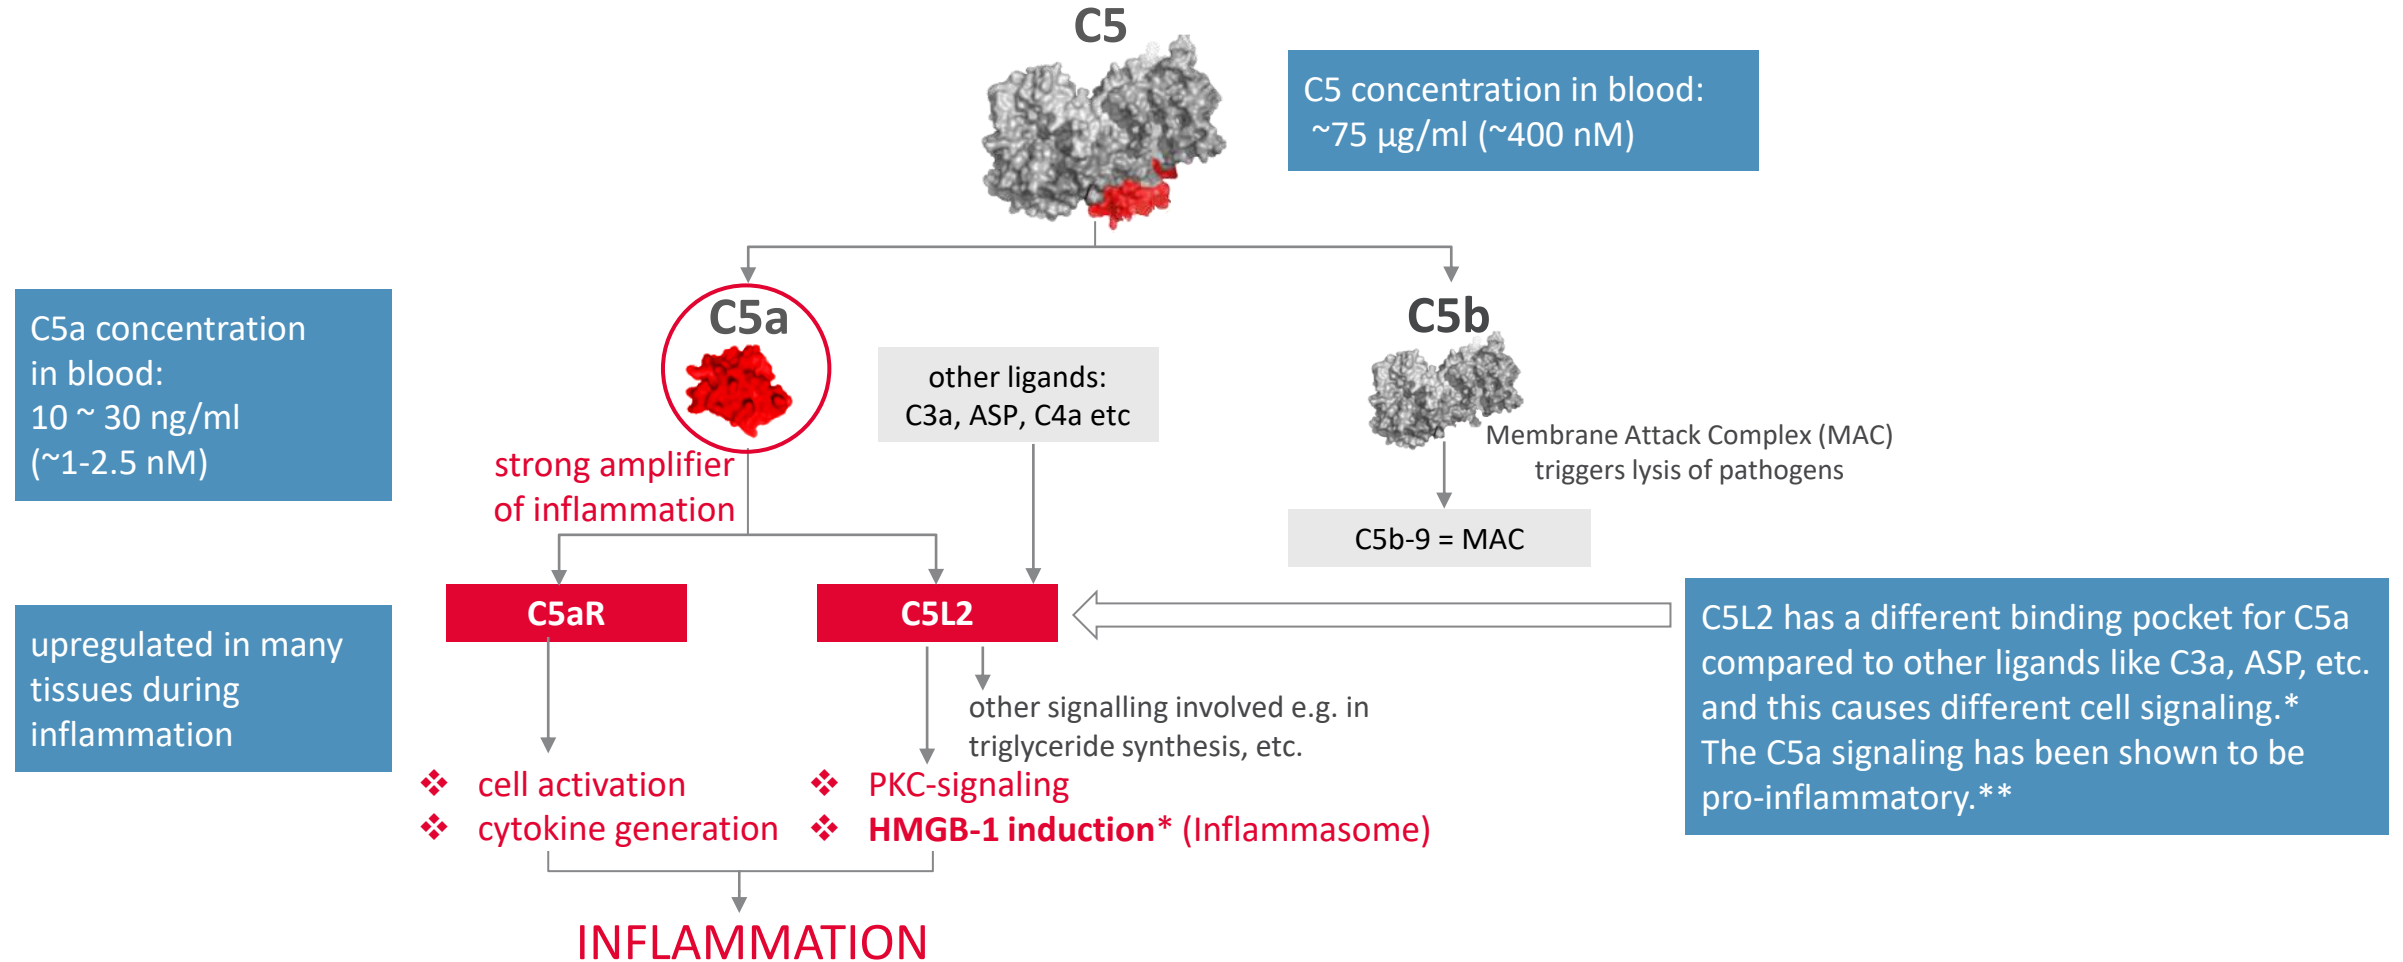 C5
C5 concentration in blood:
~75 µg/ml (~400 nM)
C5a concentration
in blood:
10 ~ 30 ng/ml
(~1-2.5 nM)
C5a
other ligands:
C3a, ASP, C4a etc
C5b
Membrane Attack Complex (MAC)
triggers lysis of pathogens
strong amplifier
of inflammation
C5b-9 = MAC
C5aR
C5L2
upregulated in many
tissues during
inflammation
C5L2 has a different binding pocket for C5a
compared to other ligands like C3a, ASP, etc.
and this causes different cell signaling.*
The C5a signaling has been shown to be
pro-inflammatory.**
other signalling involved e.g. in
triglyceride synthesis, etc.
❖ cell activation
❖ cytokine generation
❖ PKC-signaling
❖ HMGB-1 induction* (Inflammasome)
INFLAMMATION